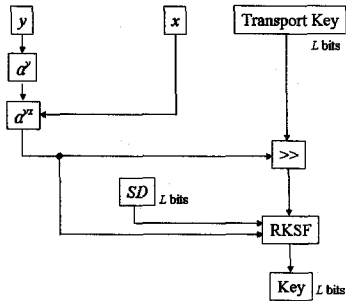 y
x
Transport Key
L bits
a^y
a^yx
>>
SD
L bits
RKSF
Key
L bits